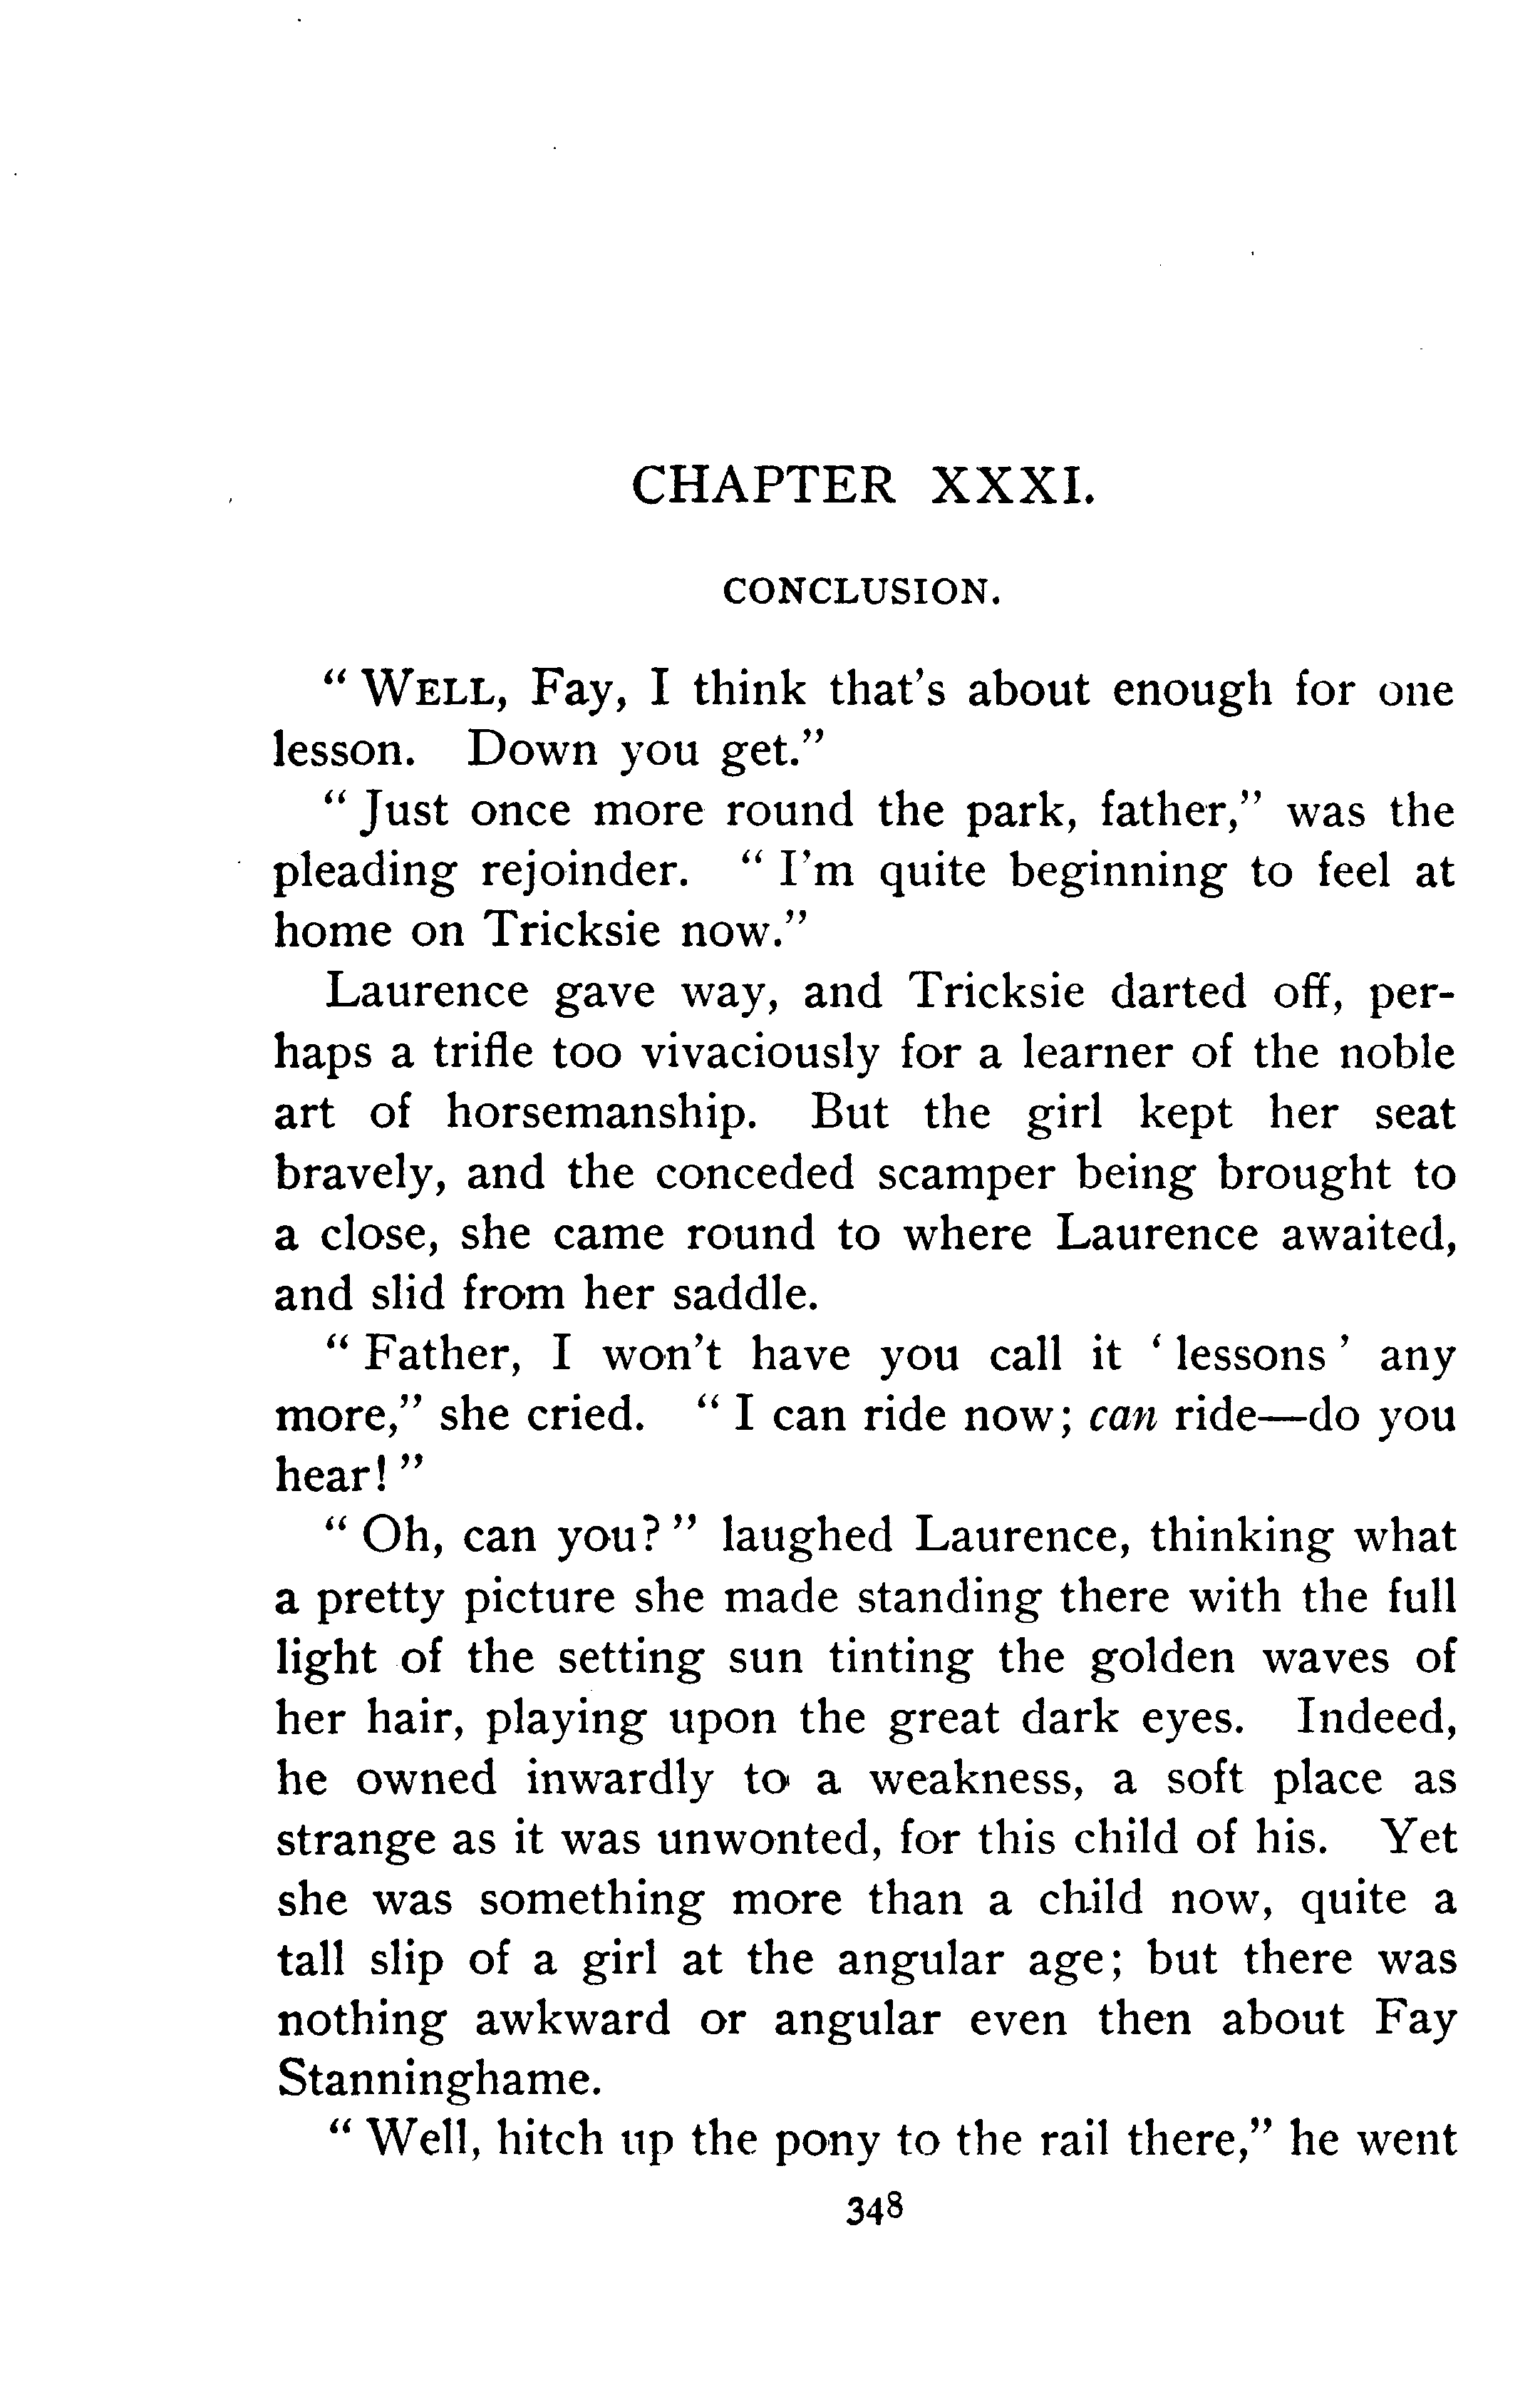 CHAPTER XXXI.
CONCLUSION.
" WELL, Fay, I think that's about enough for one
lesson. Down you get."
" Just once more round the park, father," was the
pleading rejoinder. " I'm quite beginning to feel at
home on Tricksie now."
Laurence gave way, and Tricksie darted off, per-
haps a trifle too vivaciously for a learner of the noble
art of horsemanship. But the girl kept her seat
bravely, and the conceded scamper being brought to
a close, she came round to where Laurence awaited,
and slid from her saddle.
" Father, I won't have you call it ' lessons ' any
more," she cried. " I can ride now; can ride—do you
hear! "
" Oh, can you? " laughed Laurence, thinking what
a pretty picture she made standing there with the full
light of the setting sun tinting the golden waves of
her hair, playing upon the great dark eyes. Indeed,
he owned inwardly to a weakness, a soft place as
strange as it was unwonted, for this child of his. Yet
she was something more than a child now, quite a
tall slip of a girl at the angular age; but there was
nothing awkward or angular even then about Fay
Stanninghame.
" Well, hitch up the pony to the rail there," he went
348